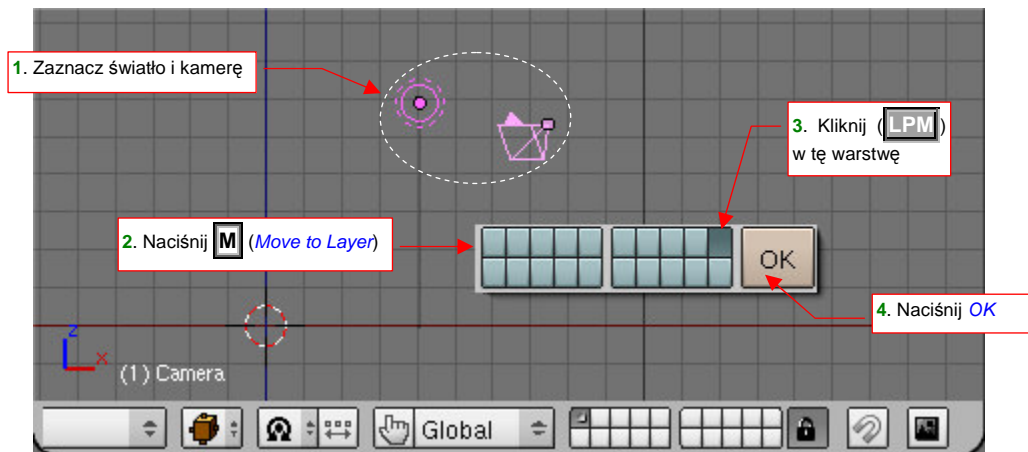 1. Zaznacz światło i kamerę
3. Kliknij (LPM)
w tę warstwę
2. Naciśnij M (Move to Layer)
OK
4. Naciśnij OK
z
x
(1) Camera
Global